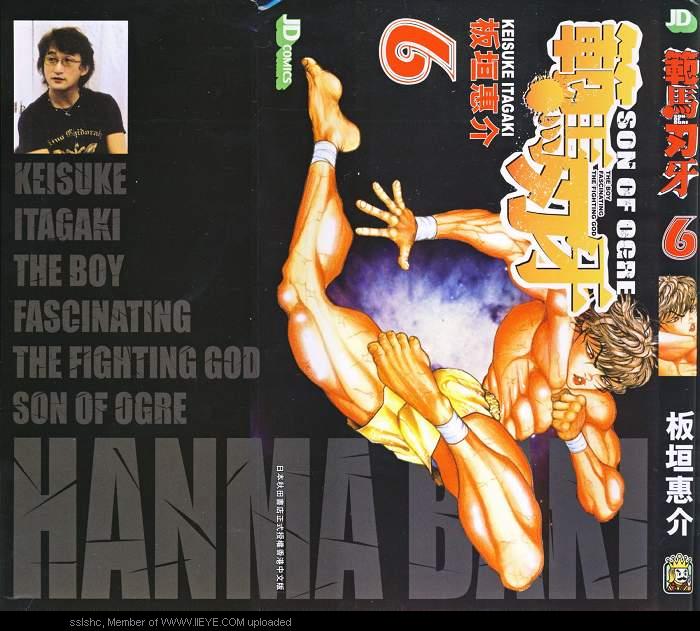 KEISUKE
ITAGAKI
THE BOY
FASCINATING
THE FIGHTING GOD
SON OF OGRE
HANMA BAKI
日本秋田書店正式授權香港中文版
JD
COMICS
6
KEISUKE ITAGAKI
板垣惠介
範馬刃牙
SON OF OGRE
THE BOY
FASCINATING
THE FIGHTING GOD
JD
範馬刃牙
6
板垣惠介
sslshc, Member of WWW.IIEYE.COM uploaded